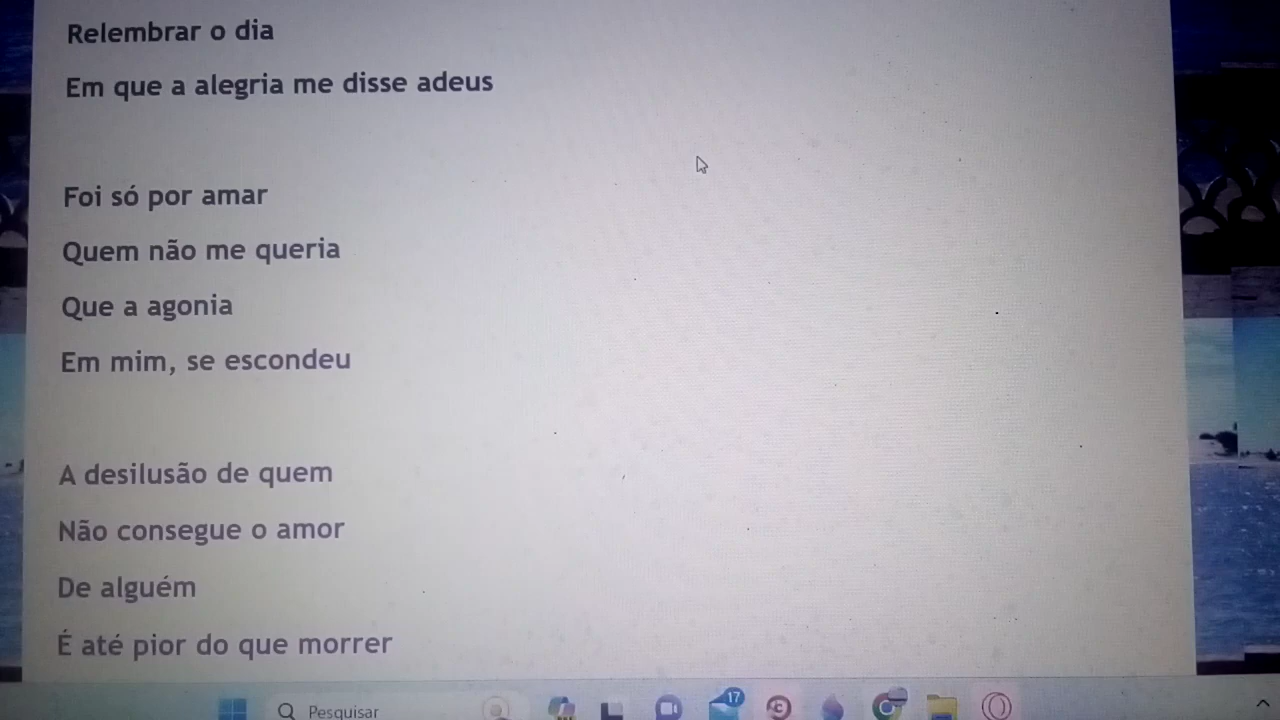 Relembrar o dia
Em que a alegria me disse adeus
Foi só por amar
Quem não me queria
Que a agonia
Em mim, se escondeu
A desilusão de quem
Não consegue o amor
De alguém
É até pior do que morrer
17
Pesquisar